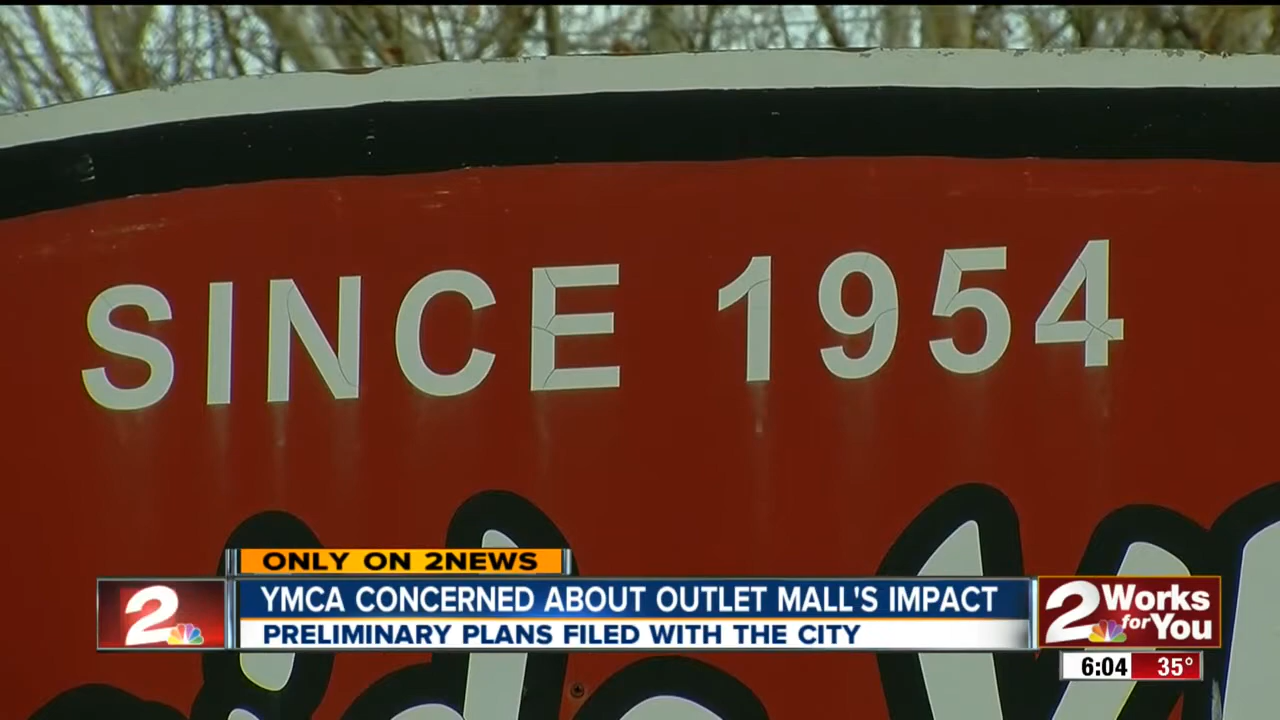 SINCE 1954
ONLY ON 2NEWS
2
YMCA CONCERNED ABOUT OUTLET MALL'S IMPACT
PRELIMINARY PLANS FILED WITH THE CITY
2 Works for You
6:04 35°